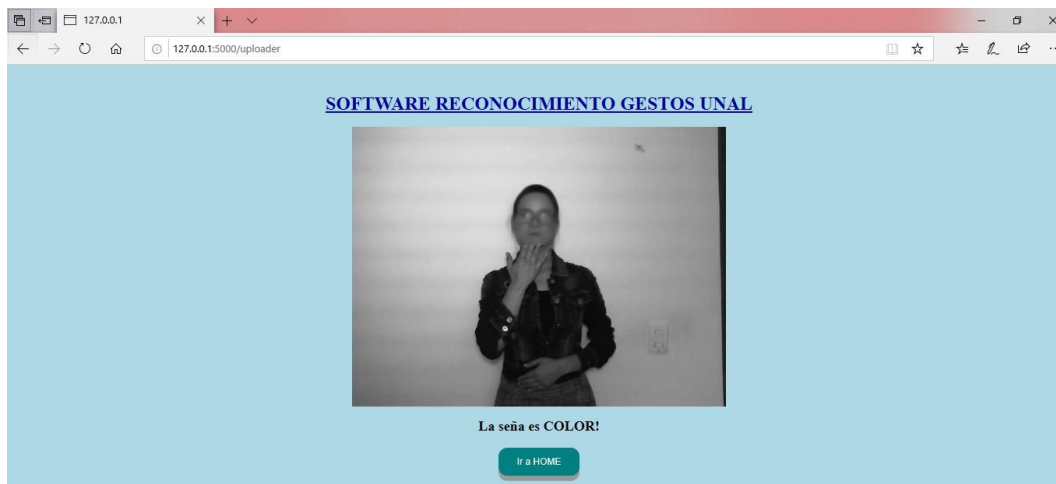 127.0.0.1
127.0.0.1:5000/uploader
SOFTWARE RECONOCIMIENTO GESTOS UNAL
La seña es COLOR!
Ir a HOME